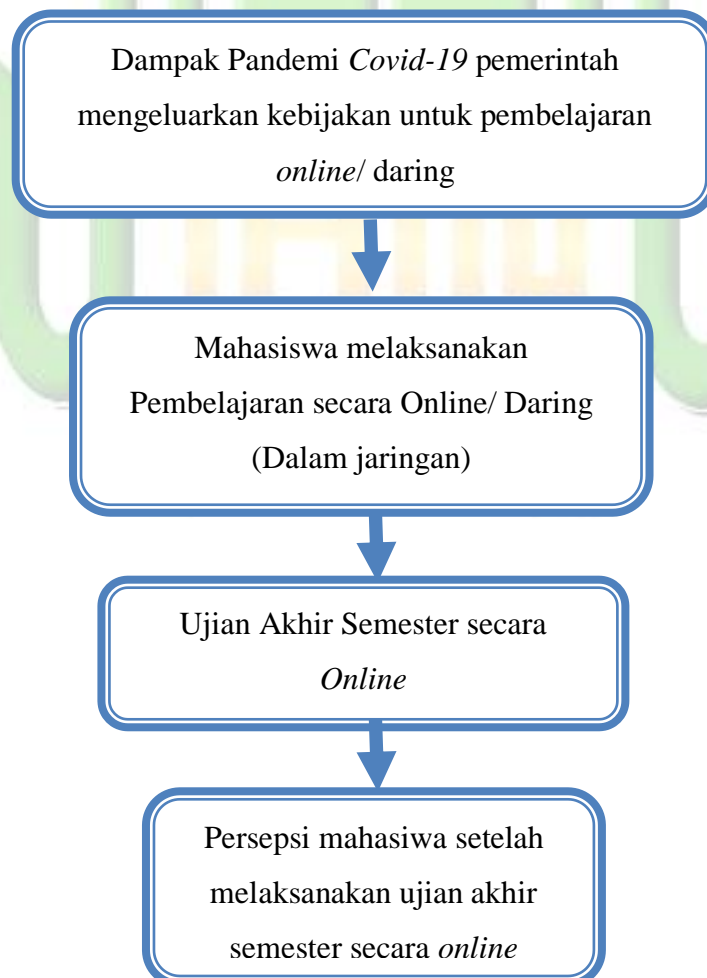 Dampak Pandemi Covid-19 pemerintah
mengeluarkan kebijakan untuk pembelajaran
online/ daring
Mahasiswa melaksanakan
Pembelajaran secara Online/ Daring
(Dalam jaringan)
Ujian Akhir Semester secara
Online
Persepsi mahasiwa setelah
melaksanakan ujian akhir
semester secara online